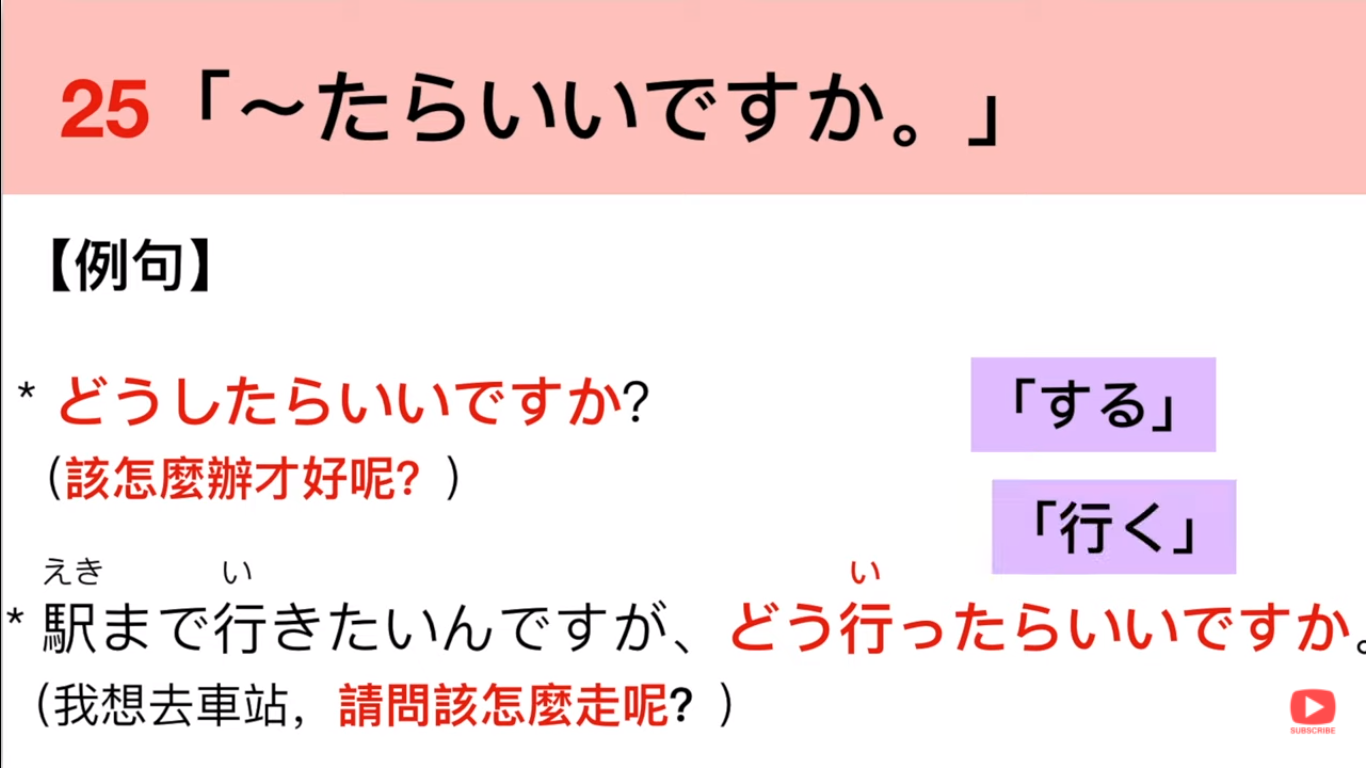 25「～たらいいですか。」
【例句】
* どうしたらいいですか?
（該怎麼辦才好呢？）
「する」
「行く」
えき い い
* 駅まで行きたいんですが、どう行ったらいいですか。
（我想去車站，請問該怎麼走呢?）
SUBSCRIBE